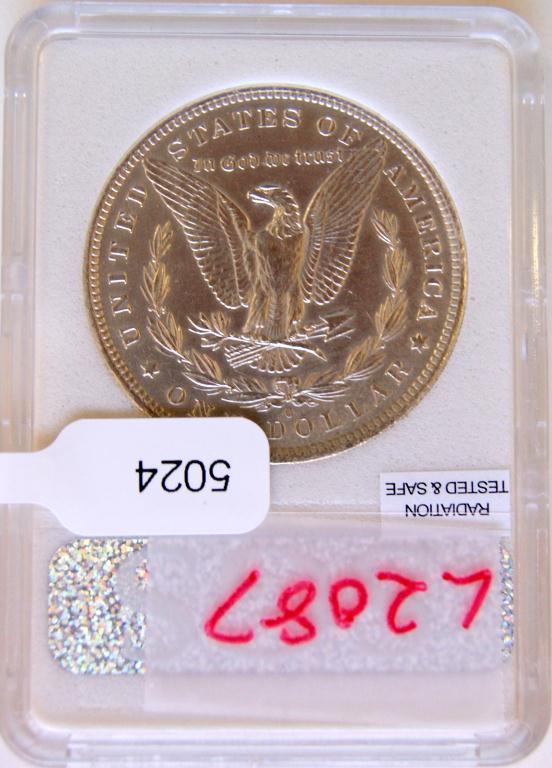 UNITED STATES OF AMERICA
In God we trust
ONE DOLLAR
O
5024
RADIATION
TESTED & SAFE
L2087